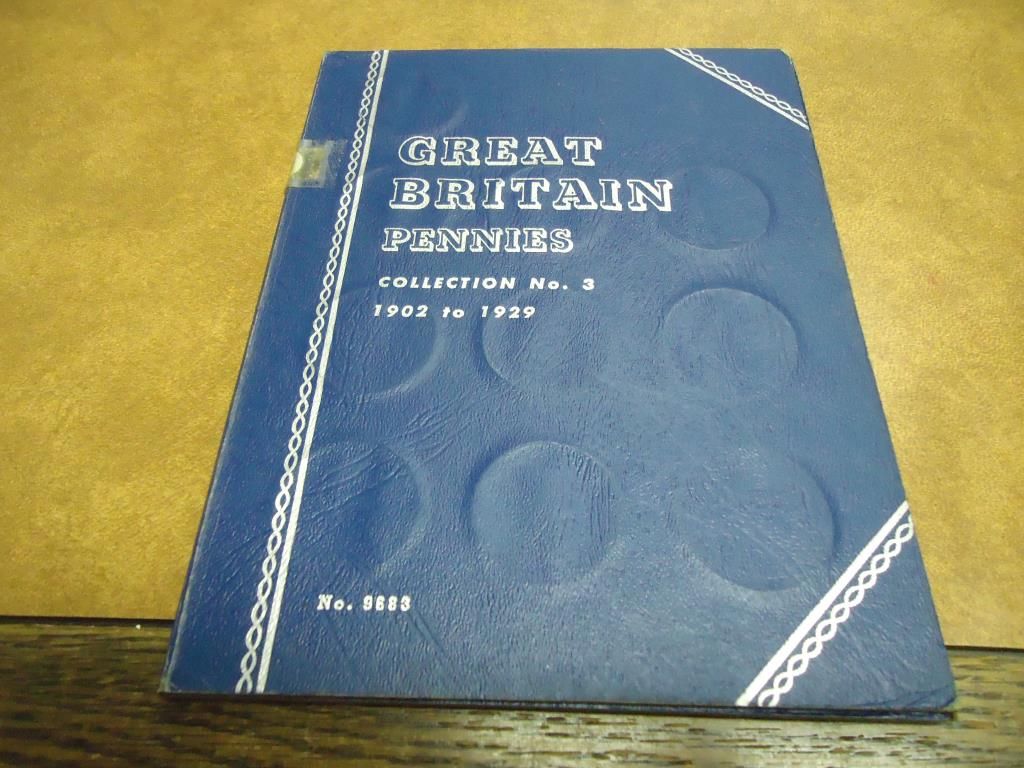 GREAT
BRITAIN
PENNIES
COLLECTION No. 3
1902 to 1929
No. 9683